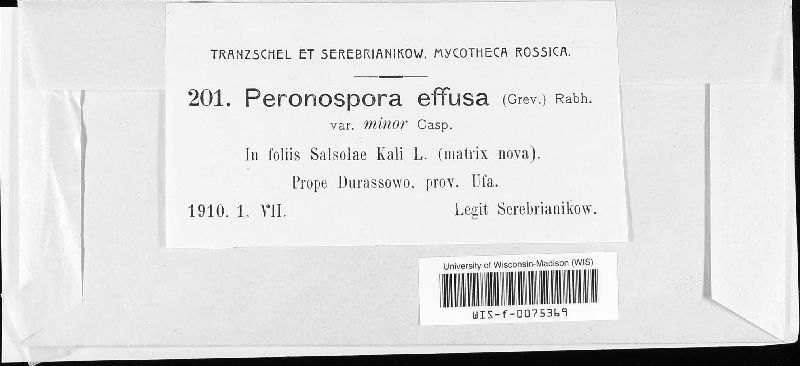 TRANZSCHEL ET SEREBRIANIKOW. MYCOTHECA ROSSICA.
201. Peronospora effusa (Grev.) Rabh.
var. minor Casp.
In foliis Salsolae Kali L. (matrix nova).
Prope Durassowo, prov. Ufa.
1910. 1. VII. Legit Serebrianikow.
University of Wisconsin-Madison (WIS)
WIS-f-0075369